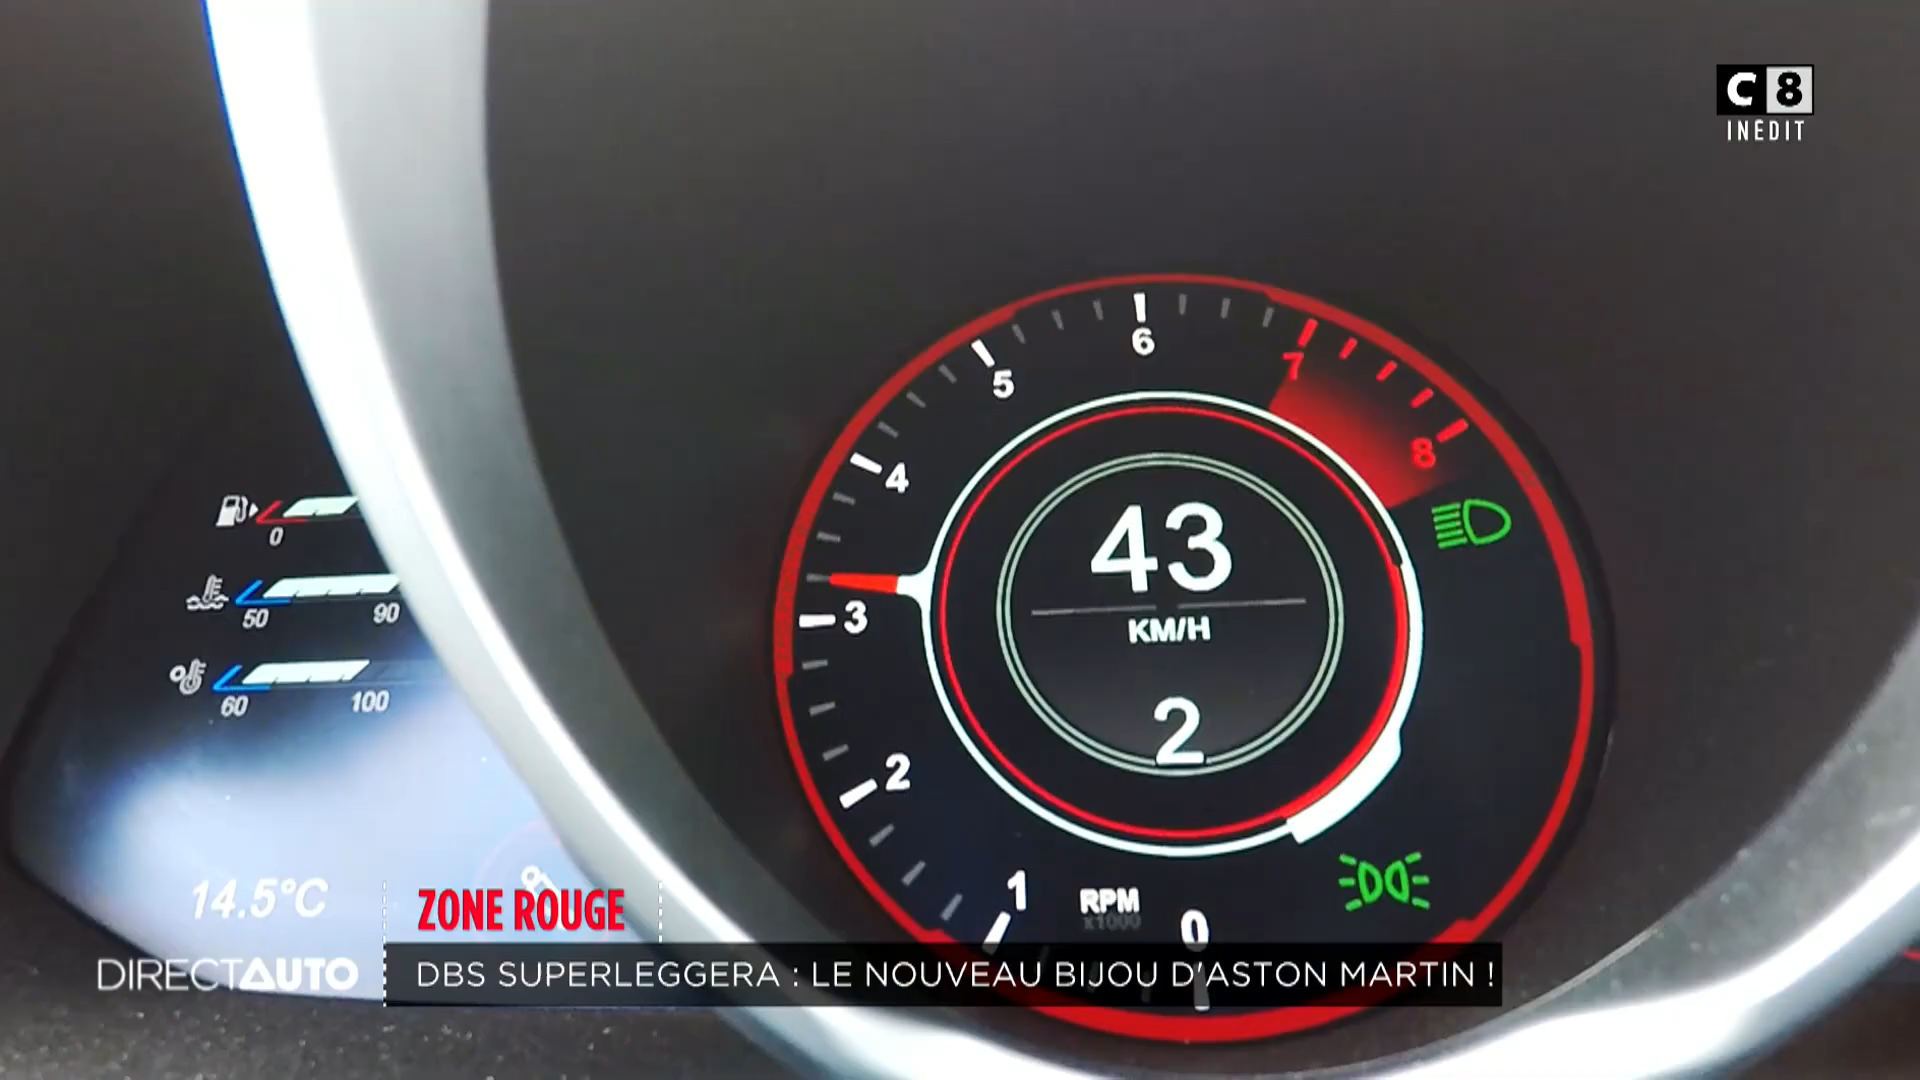 C8
INÉDIT
6
7
5
8
4
43
0
KM/H
3
50 90
2
60 100
2
1
RPM
x1000
0
14.5°C
ZONE ROUGE
DIRECTAUTO
DBS SUPERLEGGERA : LE NOUVEAU BIJOU D'ASTON MARTIN !